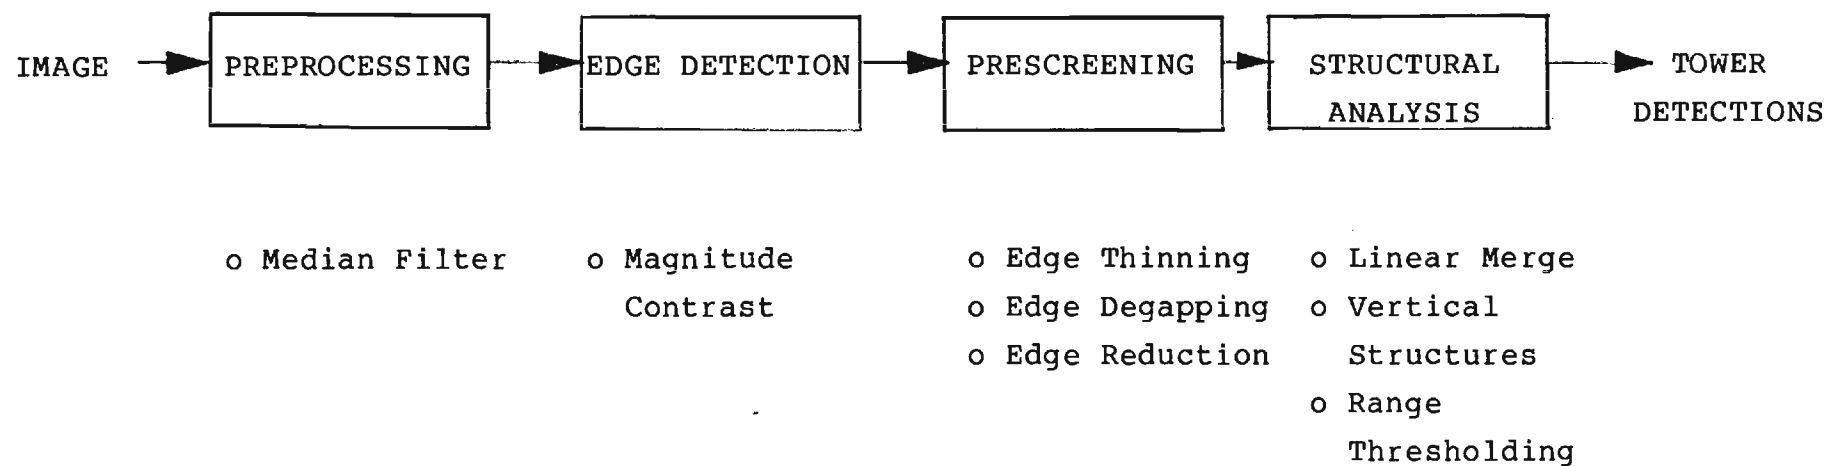 IMAGE
PREPROCESSING
EDGE DETECTION
PRESCREENING
STRUCTURAL
ANALYSIS
TOWER
DETECTIONS
o Median Filter
o Magnitude
Contrast
o Edge Thinning
o Edge Degapping
o Edge Reduction
o Linear Merge
o Vertical
Structures
o Range
Thresholding